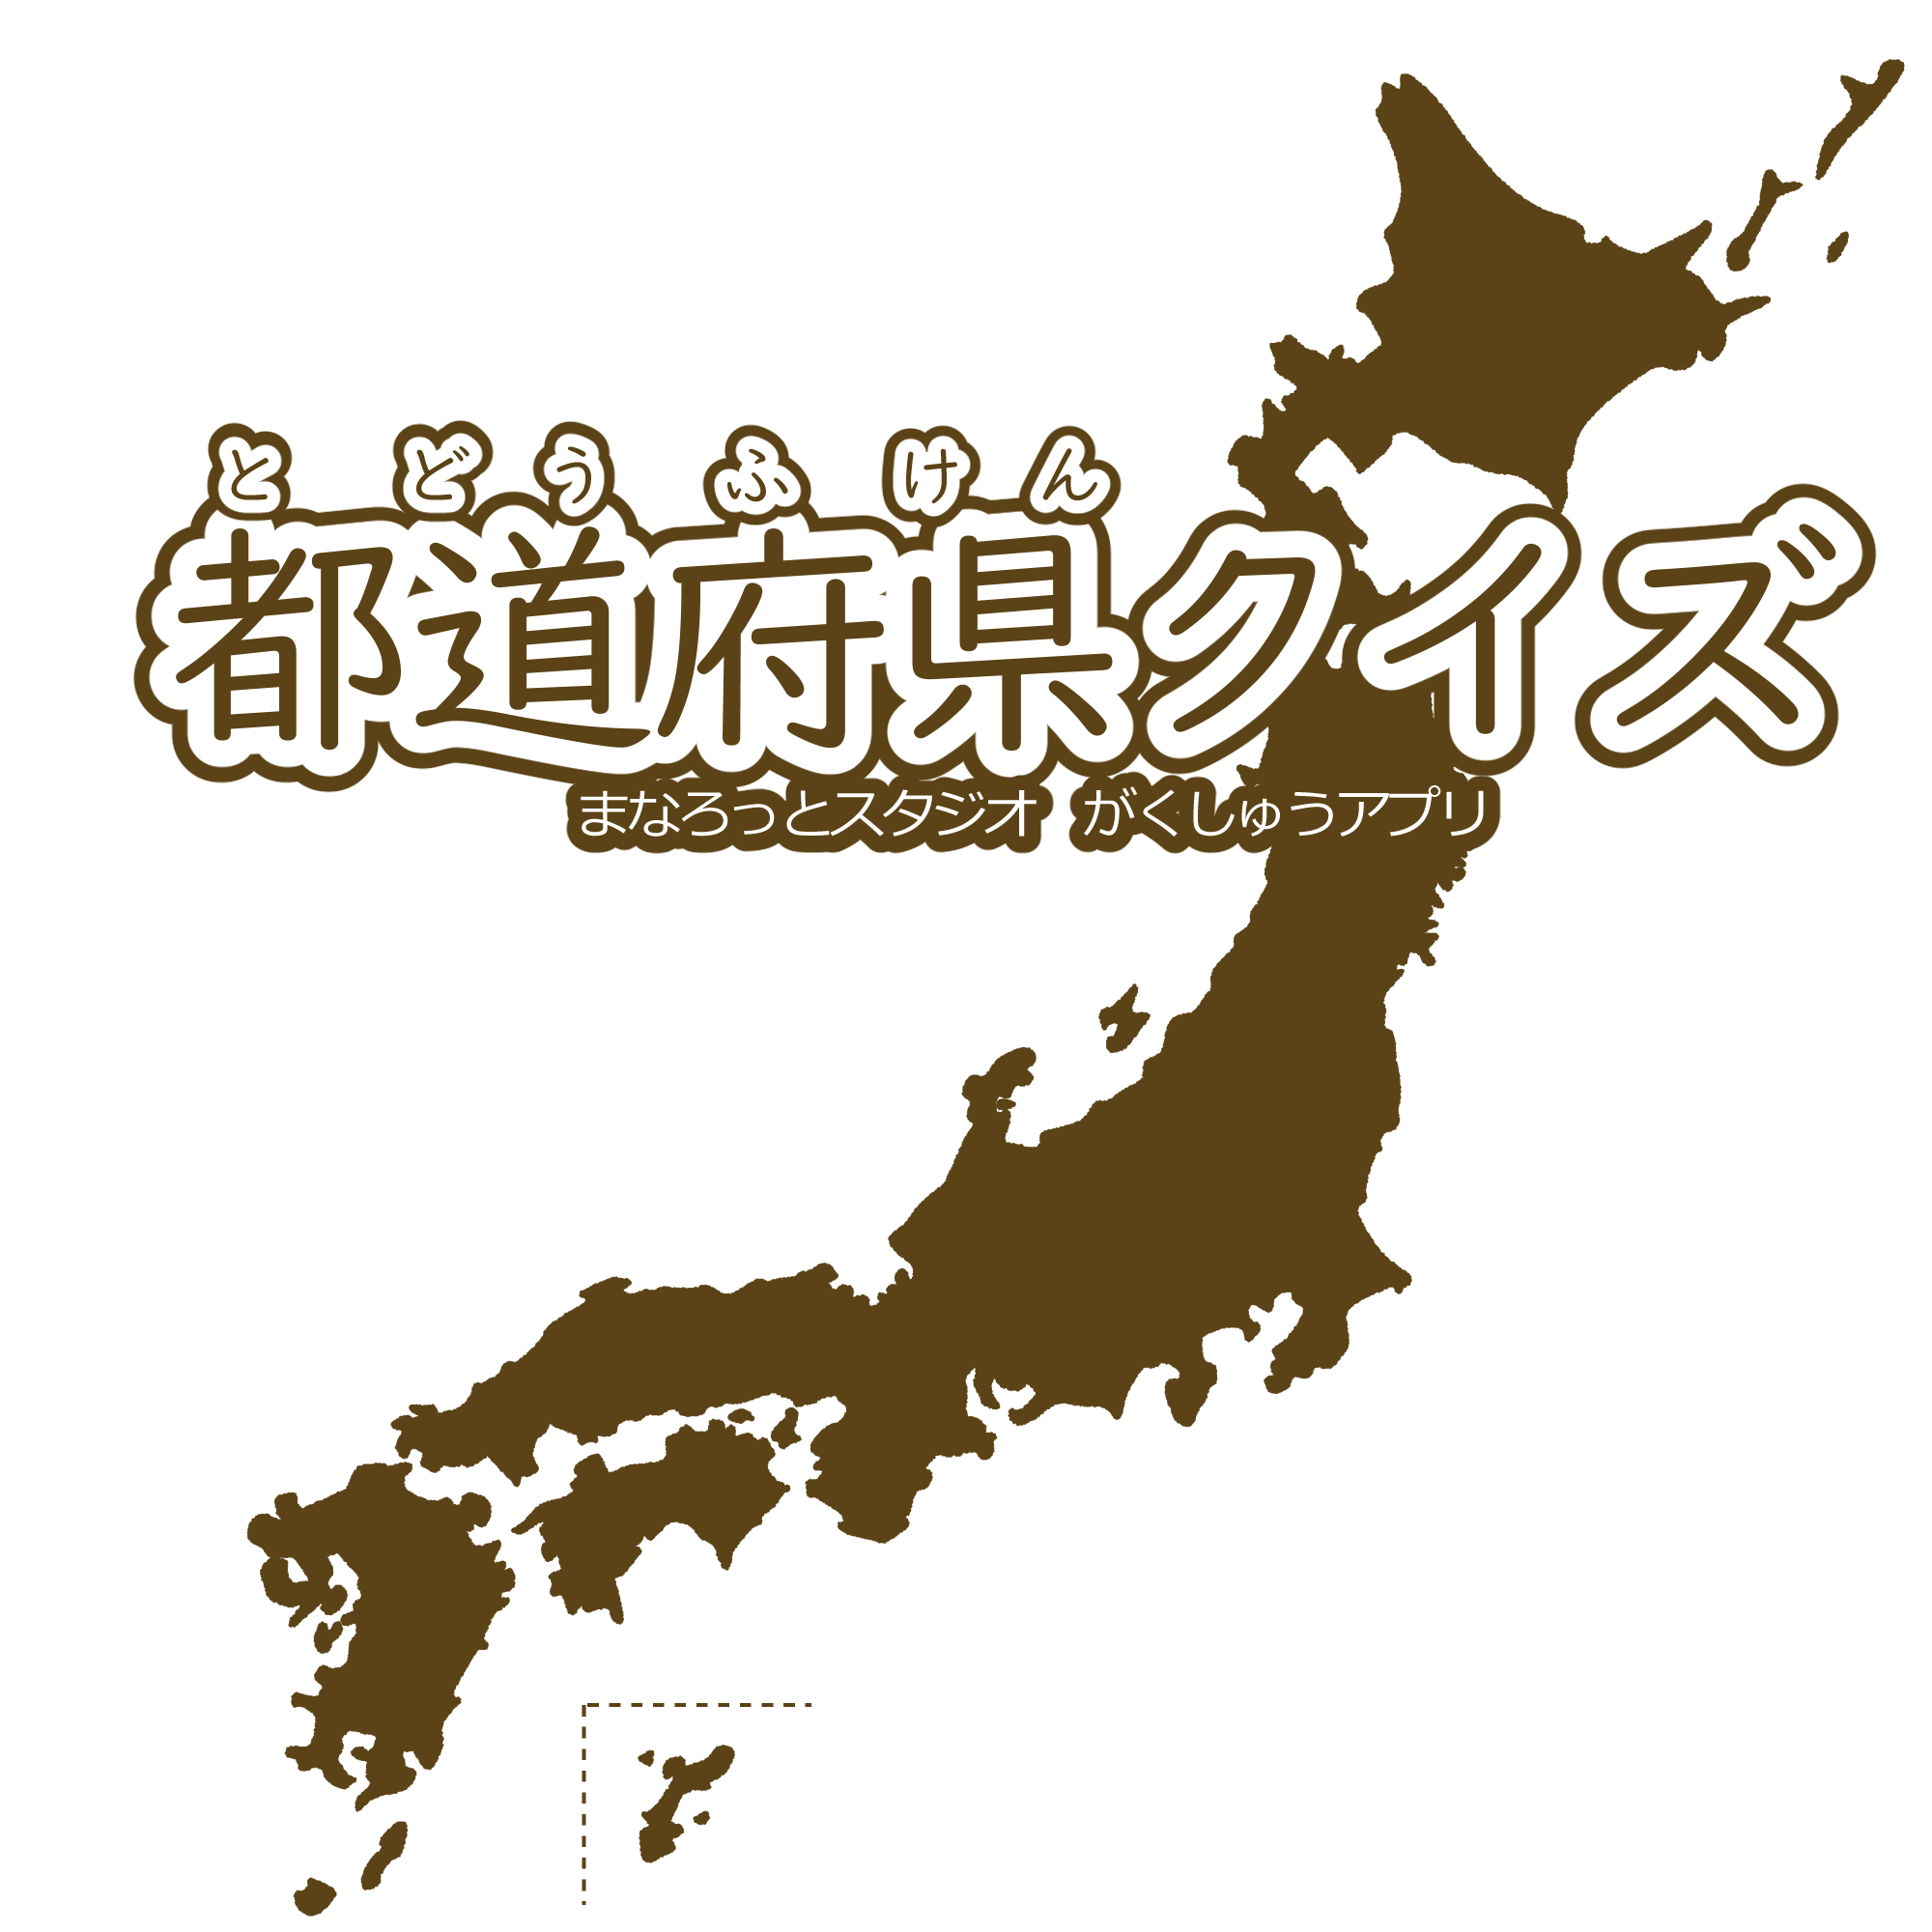 とどうふけん
都道府県クイズ
まなろっとスタジオ がくしゅうアプリ